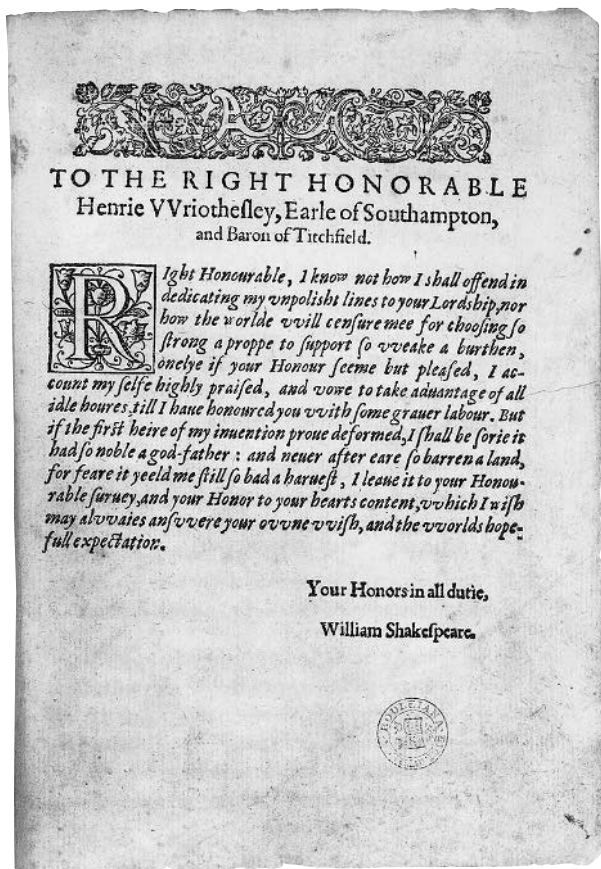 TO THE RIGHT HONORABLE
Henrie VVriotheſley, Earle of Southampton,
and Baron of Titchfield.
RIght Honourable, I know not how I ſhall offend in
dedicating my vnpoliſht lines to your Lordſhip, nor
how the worlde vvill cenſure mee for chooſing ſo
ſtrong a proppe to ſupport ſo vveake a burthen,
onelye if your Honour ſeeme but pleaſed, I ac-
count my ſelfe highly praiſed, and vowe to take aduantage of all
idle houres, till I haue honoured you vvith ſome grauer labour. But
if the firſt heire of my inuention proue deformed, I ſhall be ſorie it
had ſo noble a god-father : and neuer after eare ſo barren a land,
for feare it yeeld me ſtill ſo bad a harueſt, I leaue it to your Honou-
rable ſuruey, and your Honor to your hearts content, vvhich I wiſh
may alvvaies anſvvere your ovvne vviſh, and the vvorlds hope-
full expectation.
Your Honors in all dutie,
William Shakeſpeare.
BODLEIANA